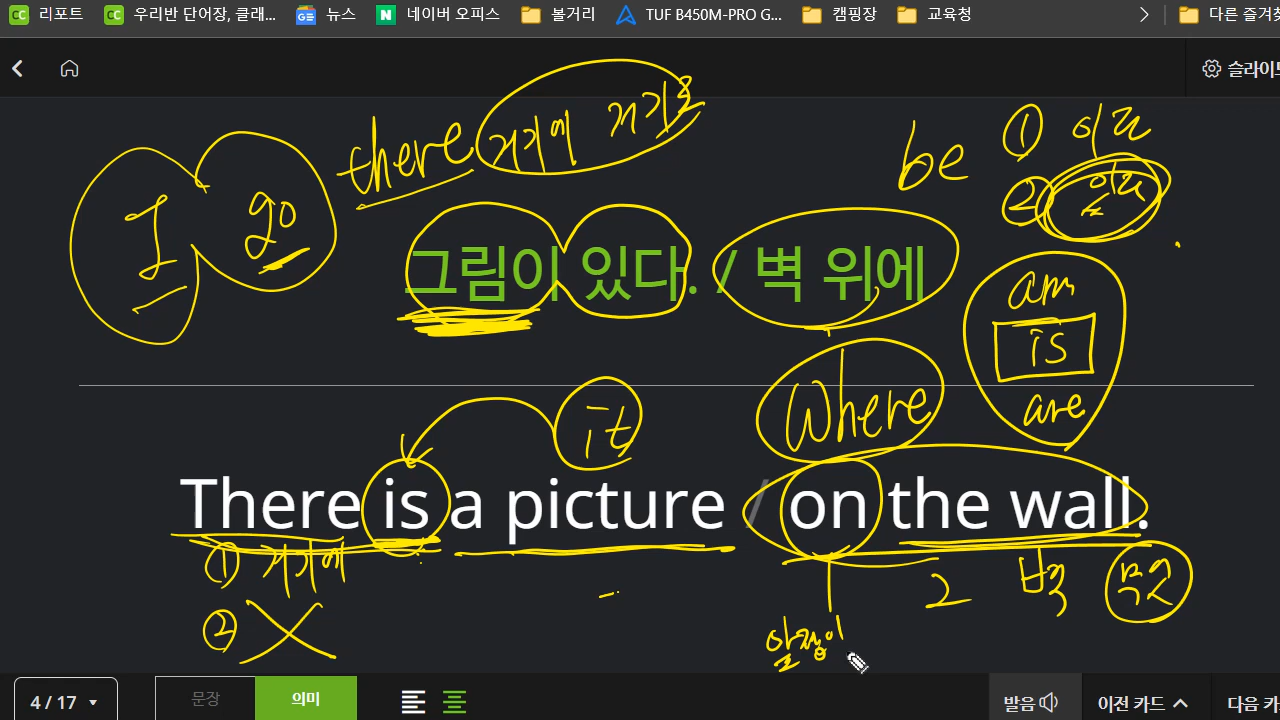 리포트 우리반 단어장, 클래... 뉴스 네이버 오피스 볼거리 TUF B450M-PRO G... 캠핑장 교육청 다른 즐겨찾
슬라이드
there 거기에 거기로
be ① 이다
② 있다
I go
그림이 있다. / 벽 위에
am
is
are
it
Where
There is a picture / on the wall.
① 거기에
2 벽
②
4 / 17 문장 의미 발음 이전 카드 다음 카